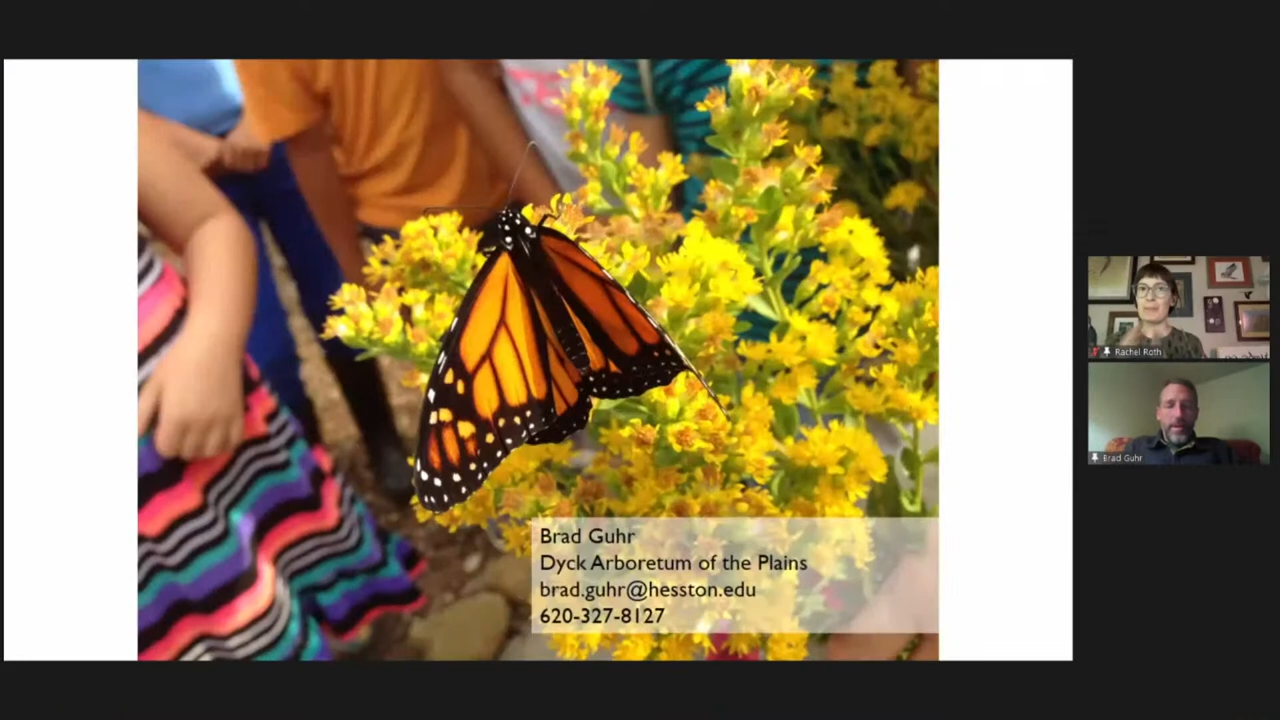 Brad Guhr
Dyck Arboretum of the Plains
brad.guhr@hesston.edu
620-327-8127
Rachel Roth
Brad Guhr